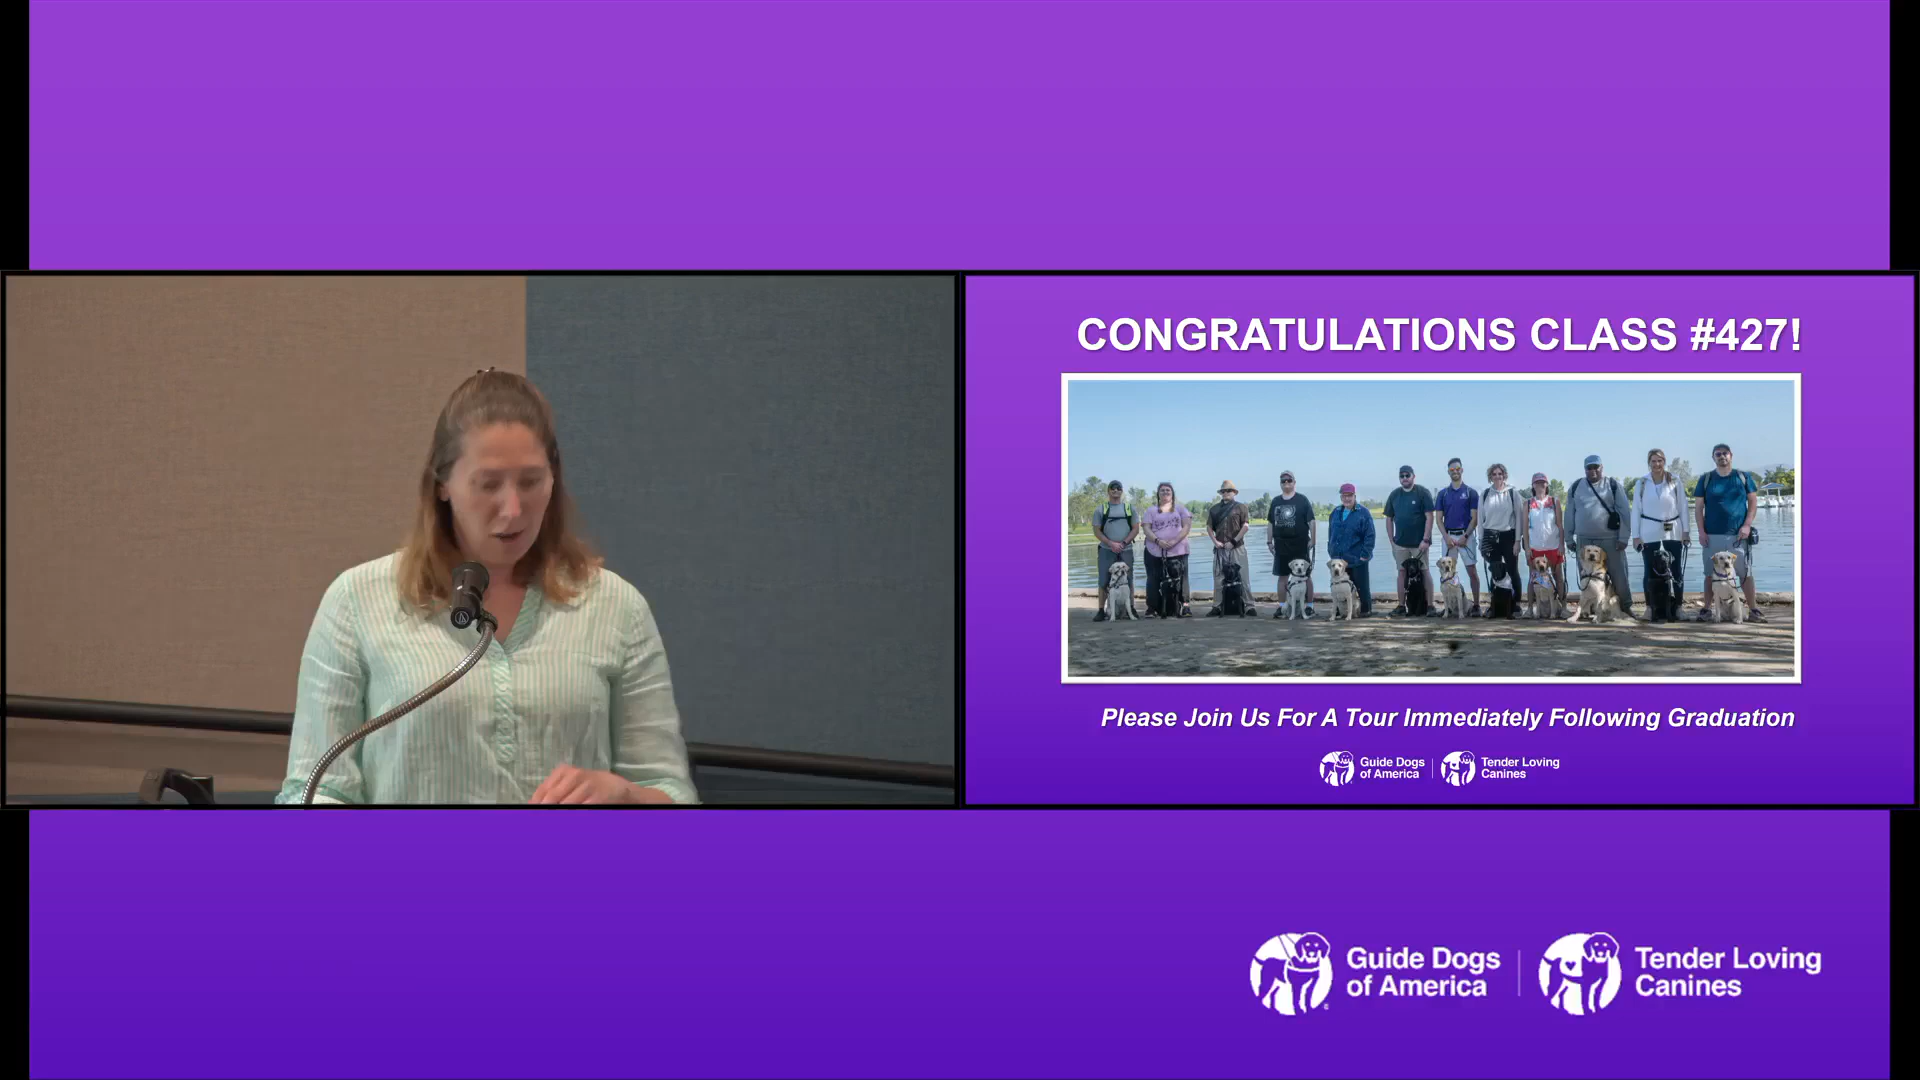 CONGRATULATIONS CLASS #427!
Please Join Us For A Tour Immediately Following Graduation
Guide Dogs
of America
Tender Loving
Canines
Guide Dogs
of America
Tender Loving
Canines